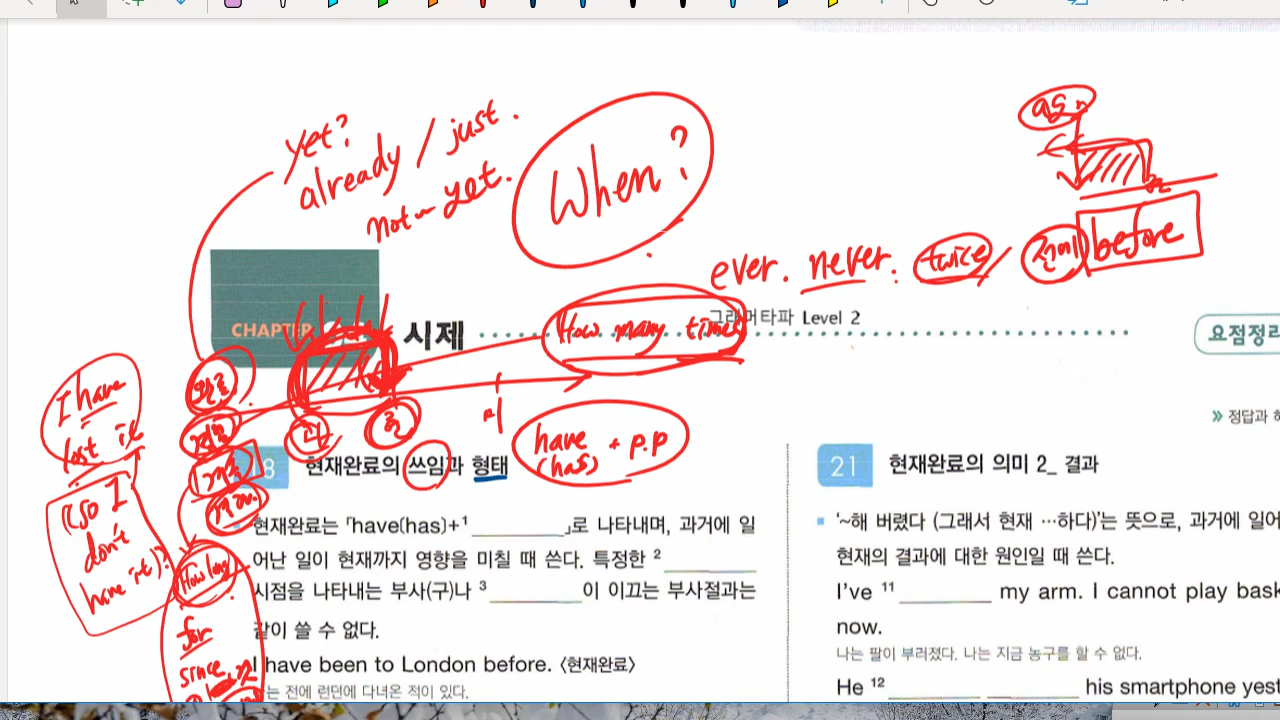 yet?
already / just.
not ~ yet.
When?
ago
ever. never. twice / 전에 before
CHAPTER
시제
How many times
그래머타파 Level 2
요점정리
정답과 해
I have
lost it
(so I
don't
have it)?
완료
경험
과
현
have
(has) + p.p
How long
for
since
8 현재완료의 쓰임과 형태
현재완료는 「have(has)+¹ __________」로 나타내며, 과거에 일
어난 일이 현재까지 영향을 미칠 때 쓴다. 특정한 ² __________
시점을 나타내는 부사(구)나 ³ __________이 이끄는 부사절과는
같이 쓸 수 없다.
I have been to London before. 〈현재완료〉
는 전에 런던에 다녀온 적이 있다.
21 현재완료의 의미 2_ 결과
'~해 버렸다 (그래서 현재 …하다)'는 뜻으로, 과거에 일어
현재의 결과에 대한 원인일 때 쓴다.
I've ¹¹ __________ my arm. I cannot play bask
now.
나는 팔이 부러졌다. 나는 지금 농구를 할 수 없다.
He ¹² __________ __________ his smartphone yest